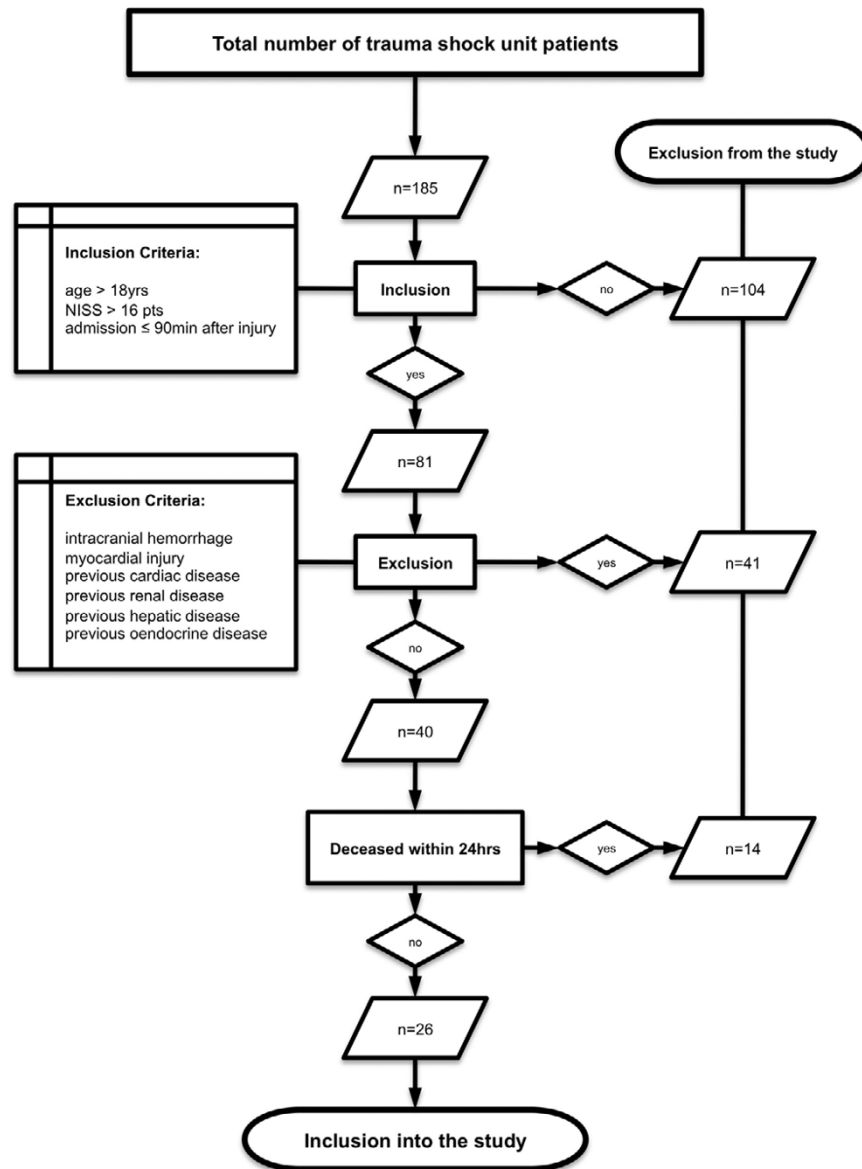 Total number of trauma shock unit patients
Exclusion from the study
n=185
Inclusion Criteria:
age > 18yrs
NISS > 16 pts
admission ≤ 90min after injury
Inclusion
no
n=104
yes
n=81
Exclusion Criteria:
intracranial hemorrhage
myocardial injury
previous cardiac disease
previous renal disease
previous hepatic disease
previous oendocrine disease
Exclusion
yes
n=41
no
n=40
Deceased within 24hrs
yes
n=14
no
n=26
Inclusion into the study